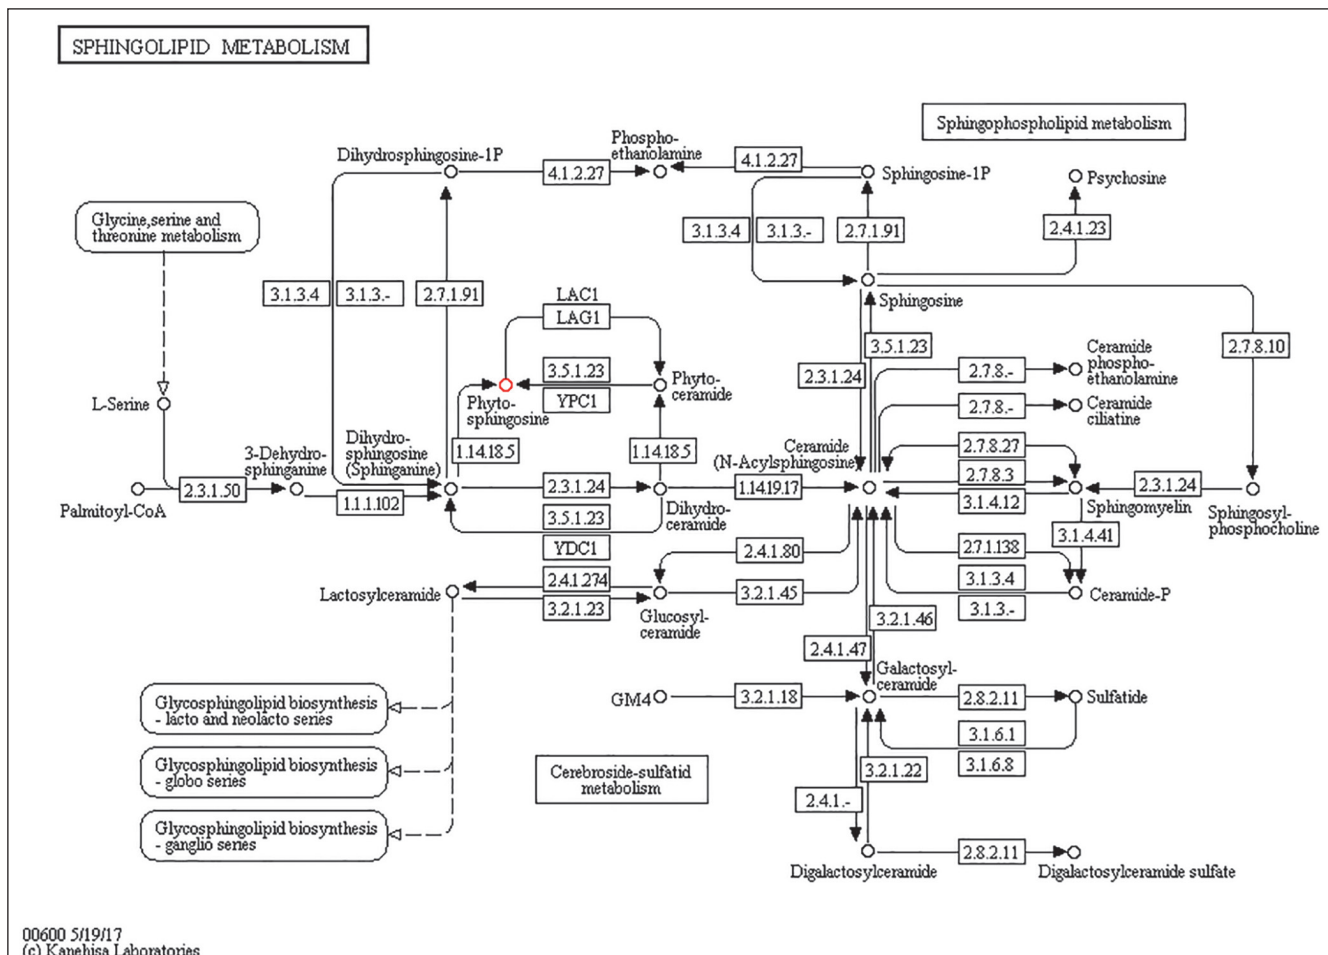 SPHINGOLIPID METABOLISM
Sphingophospholipid metabolism
Phospho-
ethanolamine
Dihydrosphingosine-1P
4.1.2.27
4.1.2.27
Sphingosine-1P
Psychosine
Glycine,serine and
threonine metabolism
3.1.3.4
3.1.3.-
2.7.1.91
2.4.1.23
3.1.3.4
3.1.3.-
2.7.1.91
LAC1
LAG1
Sphingosine
3.5.1.23
2.7.8.10
2.3.1.24
3.5.1.23
YPC1
Phyto-
ceramide
2.7.8.-
Ceramide
phospho-
ethanolamine
L-Serine
Phyto-
sphingosine
2.7.8.-
Ceramide
ciliatine
3-Dehydro-
sphinganine
Dihydro-
sphingosine
(Sphinganine)
1.14.18.5
1.14.18.5
Ceramide
(N-Acylsphingosine)
2.7.8.27
2.7.8.3
Palmitoyl-CoA
2.3.1.50
1.1.1.102
2.3.1.24
Dihydro-
ceramide
1.14.19.17
3.1.4.12
Sphingomyelin
2.3.1.24
Sphingosyl-
phosphocholine
3.5.1.23
YDC1
2.4.1.80
2.7.1.138
3.1.4.41
Lactosylceramide
2.4.1.274
3.2.1.23
Glucosyl-
ceramide
3.2.1.45
3.1.3.4
3.1.3.-
Ceramide-P
3.2.1.46
2.4.1.47
Galactosyl-
ceramide
Glycosphingolipid biosynthesis
- lacto and neolacto series
GM4
3.2.1.18
2.8.2.11
Sulfatide
3.1.6.1
3.1.6.8
Glycosphingolipid biosynthesis
- globo series
Cerebroside-sulfatid
metabolism
3.2.1.22
2.4.1.-
Glycosphingolipid biosynthesis
- ganglio series
Digalactosylceramide
2.8.2.11
Digalactosylceramide sulfate
00600 5/19/17
(c) Kanehisa Laboratories